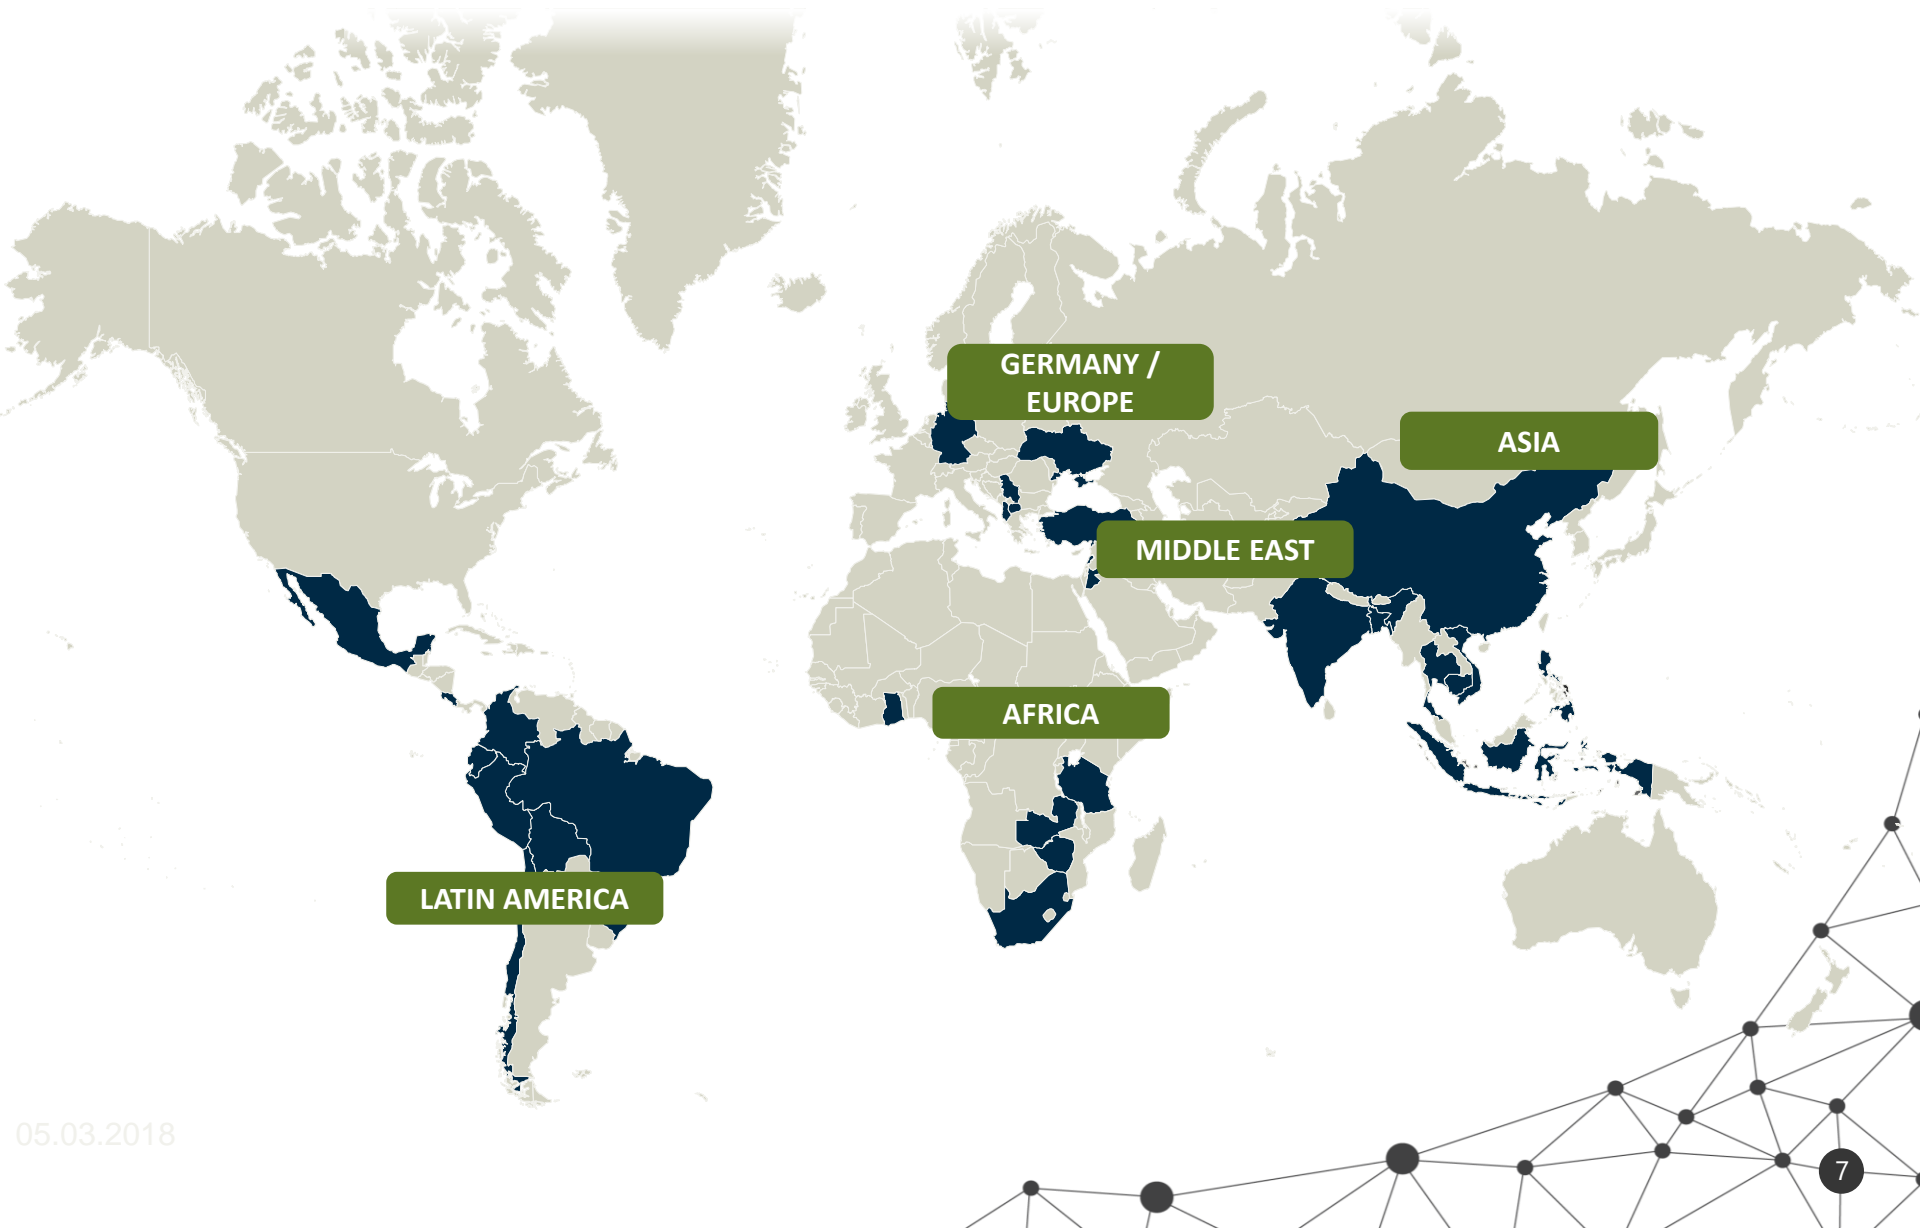 GERMANY /
EUROPE
ASIA
MIDDLE EAST
AFRICA
LATIN AMERICA
05.03.2018
7